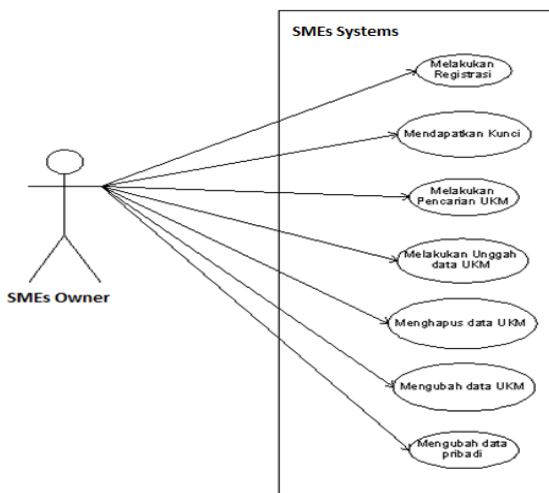 SMEs Systems
Melakukan
Registrasi
Mendapatkan Kunci
Melakukan
Pencarian UKM
Melakukan Unggah
data UKM
Menghapus data UKM
Mengubah data UKM
Mengubah data
pribadi
SMEs Owner